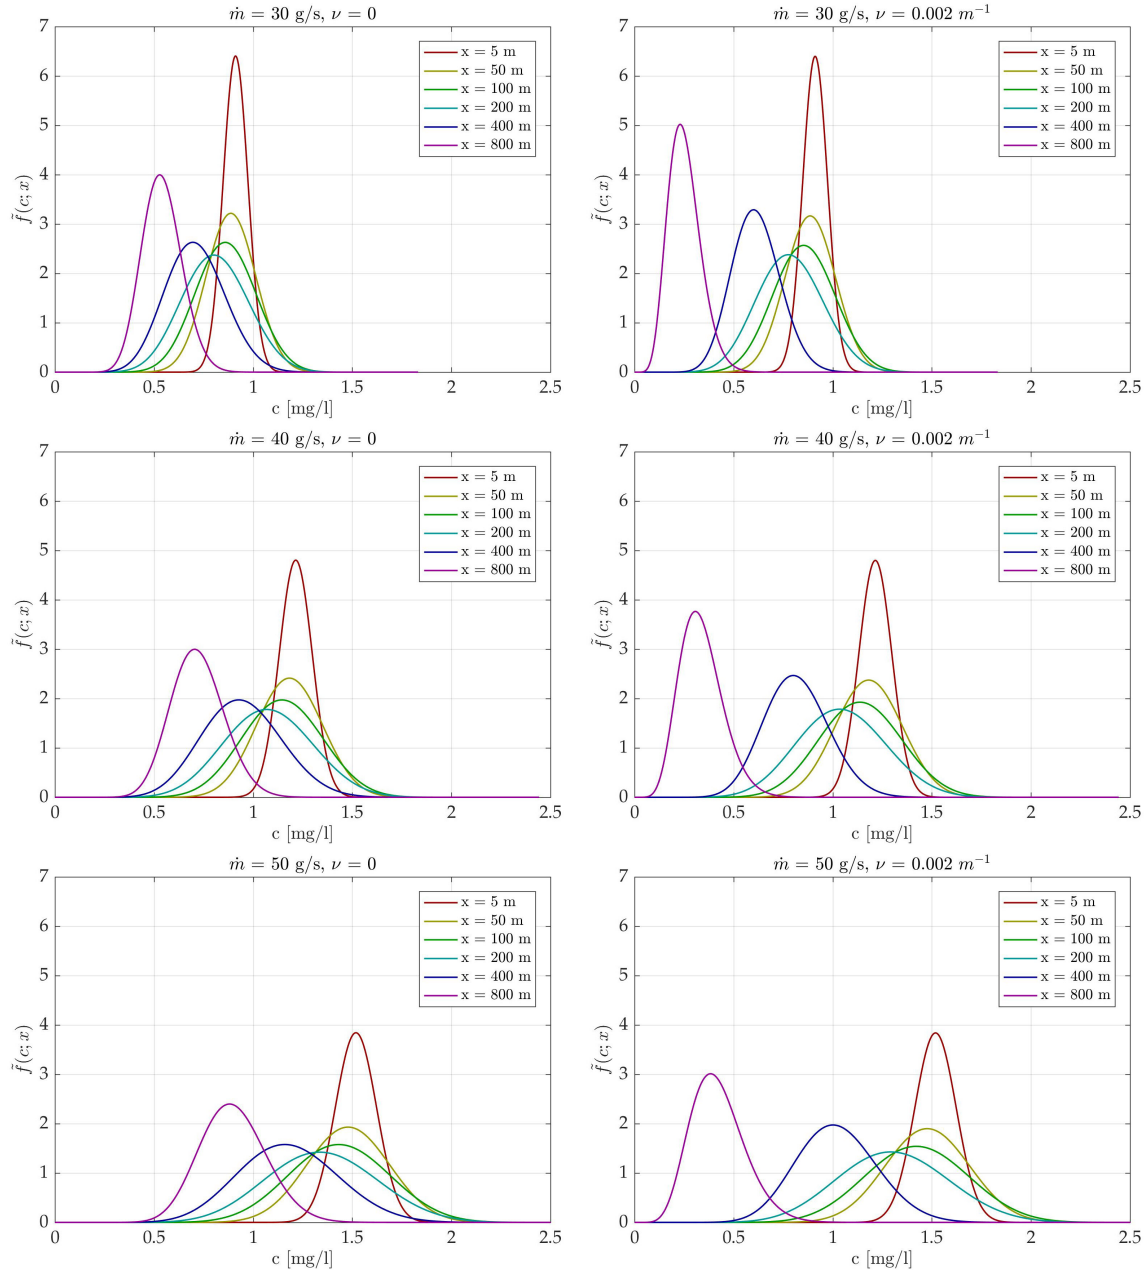 ṁ = 30 g/s, ν = 0
7
6
5
4
3
2
1
0
f̃(c; x)
x = 5 m
x = 50 m
x = 100 m
x = 200 m
x = 400 m
x = 800 m
0 0.5 1 1.5 2 2.5
c [mg/l]
ṁ = 30 g/s, ν = 0.002 m⁻¹
7
6
5
4
3
2
1
0
f̃(c; x)
x = 5 m
x = 50 m
x = 100 m
x = 200 m
x = 400 m
x = 800 m
0 0.5 1 1.5 2 2.5
c [mg/l]
ṁ = 40 g/s, ν = 0
7
6
5
4
3
2
1
0
f̃(c; x)
x = 5 m
x = 50 m
x = 100 m
x = 200 m
x = 400 m
x = 800 m
0 0.5 1 1.5 2 2.5
c [mg/l]
ṁ = 40 g/s, ν = 0.002 m⁻¹
7
6
5
4
3
2
1
0
f̃(c; x)
x = 5 m
x = 50 m
x = 100 m
x = 200 m
x = 400 m
x = 800 m
0 0.5 1 1.5 2 2.5
c [mg/l]
ṁ = 50 g/s, ν = 0
7
6
5
4
3
2
1
0
f̃(c; x)
x = 5 m
x = 50 m
x = 100 m
x = 200 m
x = 400 m
x = 800 m
0 0.5 1 1.5 2 2.5
c [mg/l]
ṁ = 50 g/s, ν = 0.002 m⁻¹
7
6
5
4
3
2
1
0
f̃(c; x)
x = 5 m
x = 50 m
x = 100 m
x = 200 m
x = 400 m
x = 800 m
0 0.5 1 1.5 2 2.5
c [mg/l]